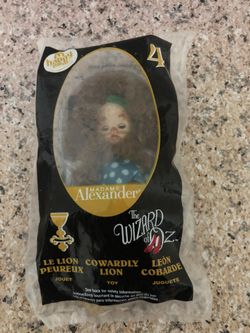 4
MADAME
Alexander
The
WIZARD
of OZ
LE LION
PEUREUX
JOUET
COWARDLY
LION
TOY
LEÓN
COBARDE
JUGUETE